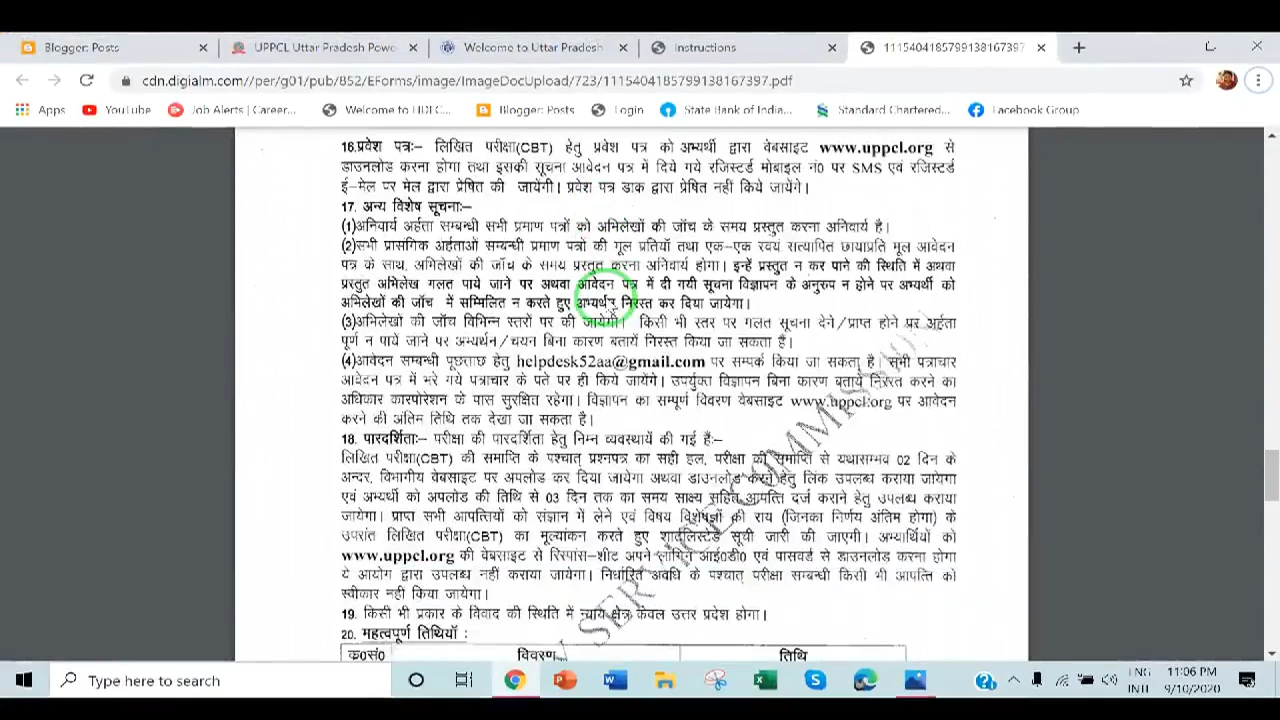 Blogger: Posts
UPPCL Uttar Pradesh Powe
Welcome to Uttar Pradesh
Instructions
1115404185799138167397
cdn.digialm.com//per/g01/pub/852/EForms/image/ImageDocUpload/723/1115404185799138167397.pdf
Apps
YouTube
Job Alerts | Career...
Welcome to HDFC...
Blogger: Posts
Login
State Bank of India...
Standard Chartered...
Facebook Group
16.प्रवेश पत्रः- लिखित परीक्षा(CBT) हेतु प्रवेश पत्र को अभ्यर्थी द्वारा वेबसाइट www.uppcl.org से
डाउनलोड करना होगा तथा इसकी सूचना आवेदन पत्र में दिये गये रजिस्टर्ड मोबाइल नं0 पर SMS एवं रजिस्टर्ड
ई-मेल पर मेल द्वारा प्रेषित की जायेंगी। प्रवेश पत्र डाक द्वारा प्रेषित नहीं किये जायेंगे।
17. अन्य विशेष सूचनाः-
(1)अनिवार्य अर्हता सम्बन्धी सभी प्रमाण पत्रों को अभिलेखों की जॉच के समय प्रस्तुत करना अनिवार्य है।
(2)सभी प्रासगिक अर्हताओं सम्बन्धी प्रमाण पत्रों की मूल प्रतियॉ तथा एक-एक स्वयं सत्यापित छायाप्रति मूल आवेदन
पत्र के साथ, अभिलेखों की जॉच के समय प्रस्तुत करना अनिवार्य होगा। इन्हें प्रस्तुत न कर पाने की स्थिति में अथवा
प्रस्तुत अभिलेख गलत पाये जाने पर अथवा आवेदन पत्र में दी गयी सूचना विज्ञापन के अनुरुप न होने पर अभ्यर्थी को
अभिलेखों की जॉच में सम्मिलित न करते हुए अभ्यर्थन निरस्त कर दिया जायेगा।
(3)अभिलेखों की जॉच विभिन्न स्तरों पर की जायेगी। किसी भी स्तर पर गलत सूचना देने/प्राप्त होने पर अर्हता
पूर्ण न पायें जाने पर अभ्यर्थन/चयन बिना कारण बतायें निरस्त किया जा सकता है।
(4)आवेदन सम्बन्धी पूछताछ हेतु helpdesk52aa@gmail.com पर सम्पर्क किया जा सकता है। सभी पत्राचार
आवेदन पत्र में भरे गये पत्राचार के पते पर ही किये जायेंगे। उपर्युक्त विज्ञापन बिना कारण बताये निरस्त करने का
अधिकार कारपोरेशन के पास सुरक्षित रहेगा। विज्ञापन का सम्पूर्ण विवरण वेबसाइट www.uppcl.org पर आवेदन
करने की अंतिम तिथि तक देखा जा सकता है।
18. पारदर्शिताः- परीक्षा की पारदर्शिता हेतु निम्न व्यवस्थायें की गई हैः-
लिखित परीक्षा(CBT) की समाप्ति के पश्चात् प्रश्नपत्र का सही हल, परीक्षा की समाप्ति से यथासम्भव 02 दिन के
अन्दर, विभागीय वेबसाइट पर अपलोड कर दिया जायेगा अथवा डाउनलोड करने हेतु लिंक उपलब्ध कराया जायेगा
एवं अभ्यर्थी को अपलोड की तिथि से 03 दिन तक का समय साक्ष्य सहित आपत्ति दर्ज कराने हेतु उपलब्ध कराया
जायेगा। प्राप्त सभी आपत्तियों को संज्ञान में लेने एवं विषय विशेषज्ञों की राय (जिनका निर्णय अंतिम होगा) के
उपरांत लिखित परीक्षा(CBT) का मूल्यांकन करते हुए शार्टलिस्टेड सूची जारी की जाएगी। अभ्यार्थियों को
www.uppcl.org की वेबसाइट से रिस्पांस-शीट अपने लागिन आई0डी0 एवं पासवर्ड से डाउनलोड करना होगा
ये आयोग द्वारा उपलब्ध नहीं कराया जायेगा। निर्धारित अवधि के पश्चात् परीक्षा सम्बन्धी किसी भी आपत्ति को
स्वीकार नही किया जायेगा।
19. किसी भी प्रकार के विवाद की स्थिति में न्याय क्षेत्र केवल उत्तर प्रदेश होगा।
20. महत्वपूर्ण तिथियॉ :
क0सं0 विवरण तिथि
SERVICE COMMISSION
Type here to search
ENG
INTL
11:06 PM
9/10/2020